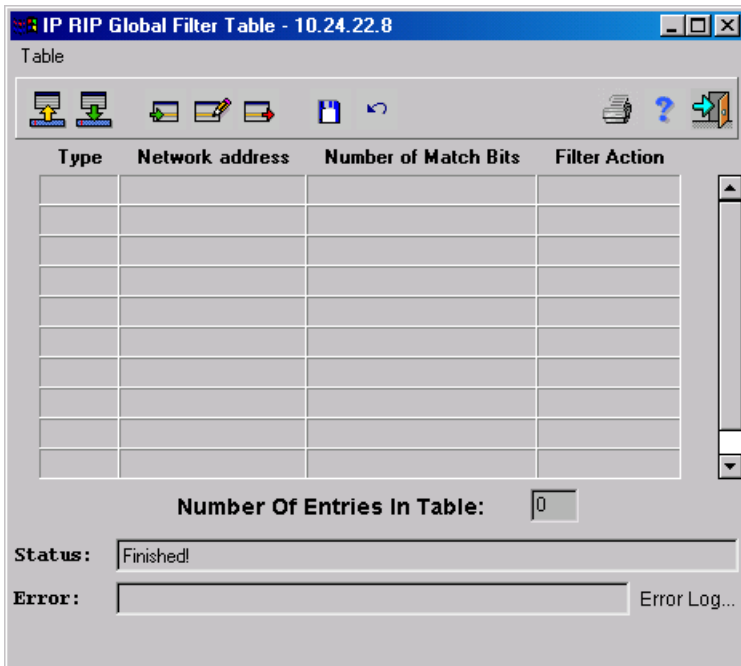 IP RIP Global Filter Table - 10.24.22.8
Table
Type Network address Number of Match Bits Filter Action
Number Of Entries In Table: 0
Status: Finished!
Error: Error Log...